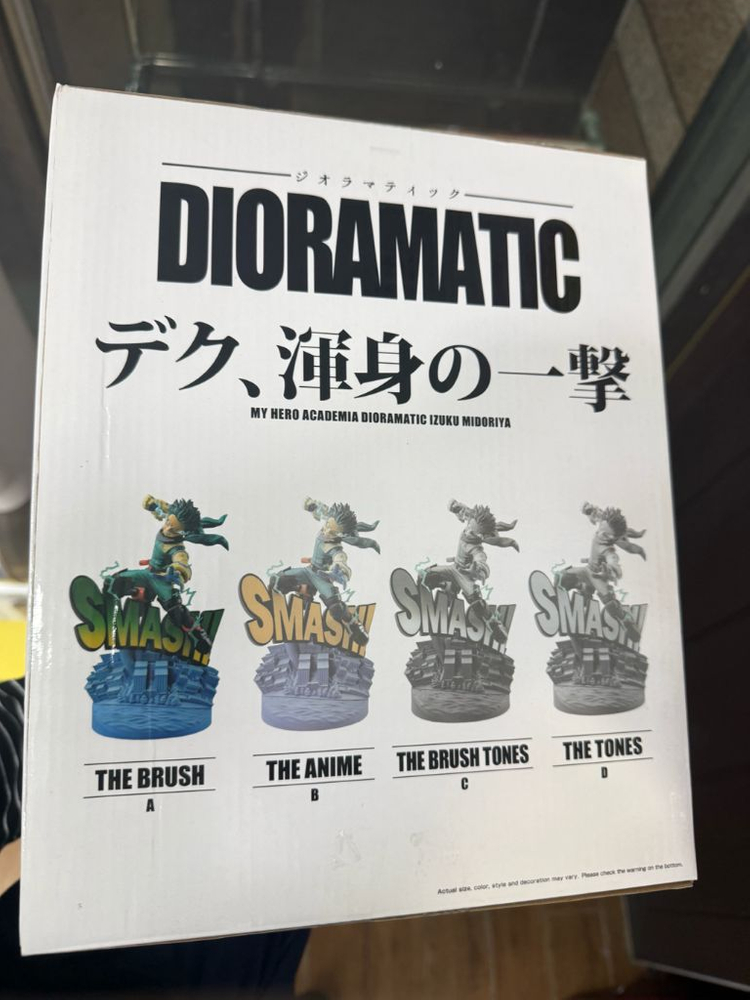 ジオラマティック
DIORAMATIC
デク、渾身の一撃
MY HERO ACADEMIA DIORAMATIC IZUKU MIDORIYA
SMASH!! SMASH!! SMASH!! SMASH!!
THE BRUSH THE ANIME THE BRUSH TONES THE TONES
A B C D
Actual size, color, style and decoration may vary. Please check the warning on the bottom.